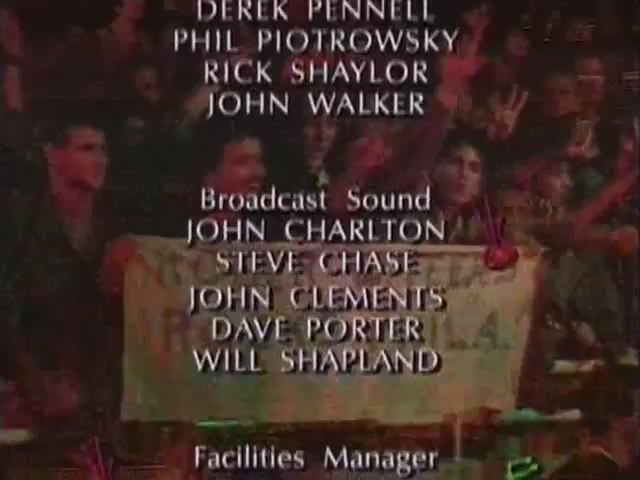 DEREK PENNELL
PHIL PIOTROWSKY
RICK SHAYLOR
JOHN WALKER
Broadcast Sound
JOHN CHARLTON
STEVE CHASE
JOHN CLEMENTS
DAVE PORTER
WILL SHAPLAND
Facilities Manager